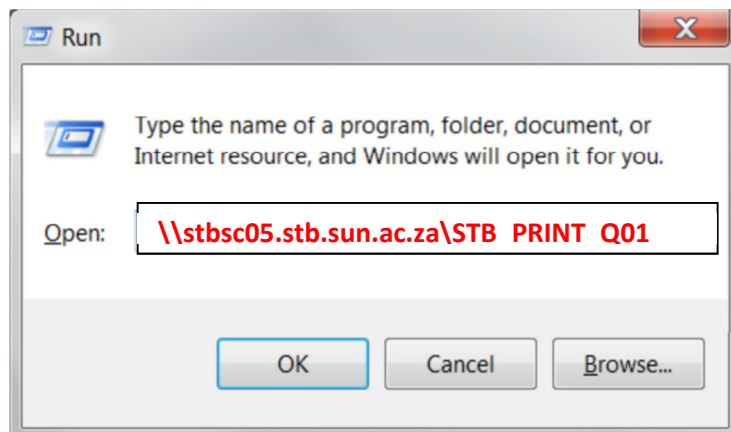 Run
Type the name of a program, folder, document, or
Internet resource, and Windows will open it for you.
Open: \\stbsc05.stb.sun.ac.za\STB PRINT Q01
OK Cancel Browse...